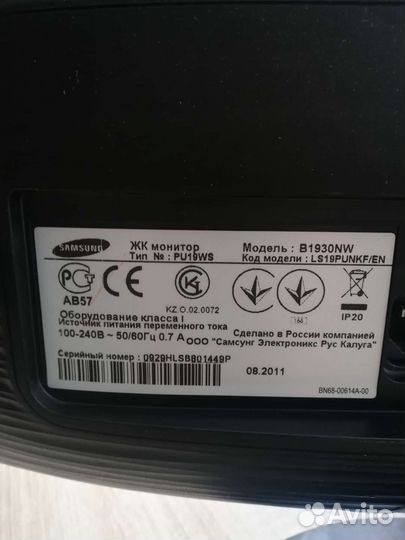 SAMSUNG
ЖК монитор
Тип № : PU19WS
Модель : B1930NW
Код модели : LS19PUNKF/EN
PG
CE
АВ57
KZ.O.02.0072
IP20
Оборудование класса I
Источник питания переменного тока
100-240В ~ 50/60Гц 0.7 А
Сделано в России компанией
ООО "Самсунг Электроникс Рус Калуга"
Серийный номер : 0929HLSB801449P
08.2011
BN68-00614A-00
Avito